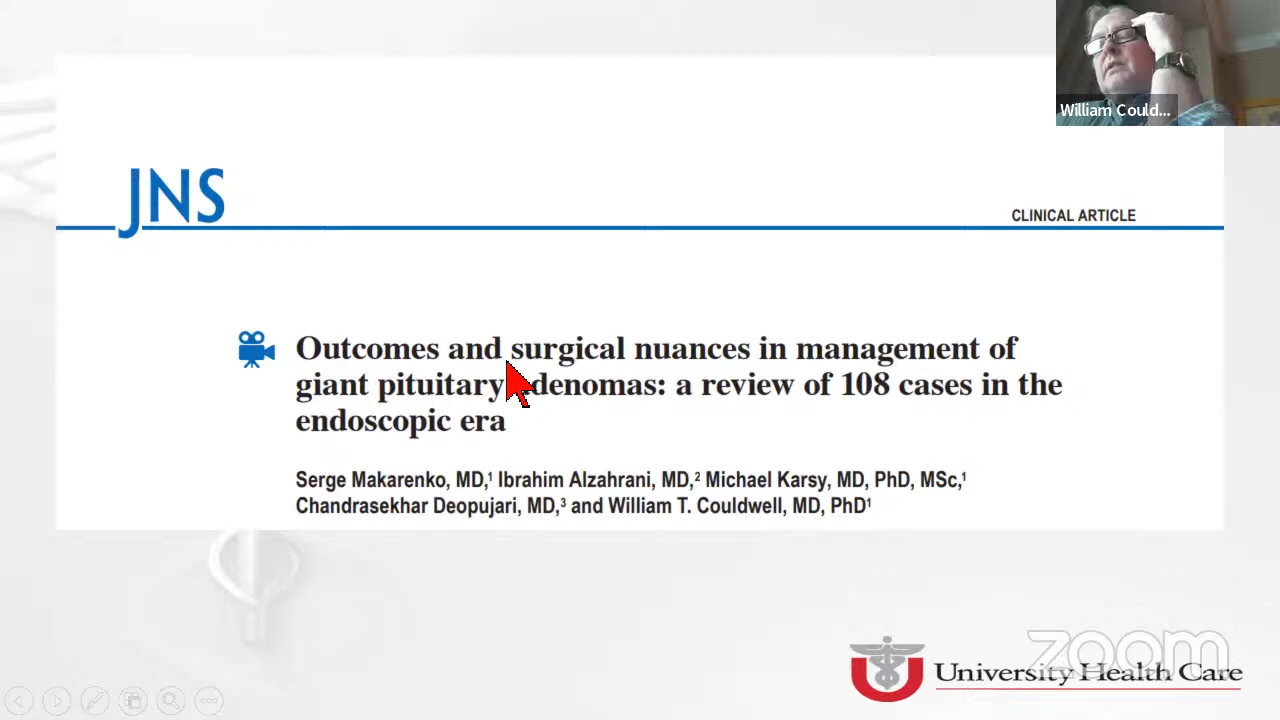 William Could...
JNS
CLINICAL ARTICLE
Outcomes and surgical nuances in management of
giant pituitary adenomas: a review of 108 cases in the
endoscopic era
Serge Makarenko, MD,¹ Ibrahim Alzahrani, MD,² Michael Karsy, MD, PhD, MSc,¹
Chandrasekhar Deopujari, MD,³ and William T. Couldwell, MD, PhD¹
zoom
University Health Care